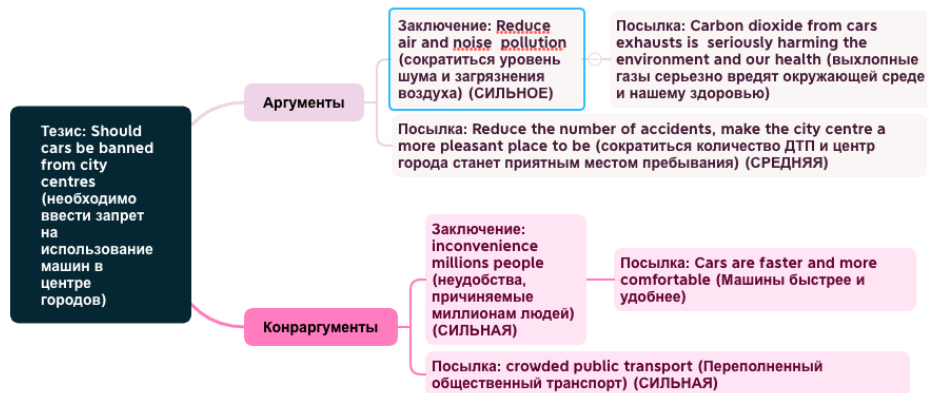 Тезис: Should
cars be banned
from city
centres
(необходимо
ввести запрет
на
использование
машин в
центре
городов)
Аргументы
Заключение: Reduce
air and noise pollution
(сократиться уровень
шума и загрязнения
воздуха) (СИЛЬНОЕ)
Посылка: Carbon dioxide from cars
exhausts is seriously harming the
environment and our health (выхлопные
газы серьезно вредят окружающей среде
и нашему здоровью)
Посылка: Reduce the number of accidents, make the city centre a
more pleasant place to be (сократиться количество ДТП и центр
города станет приятным местом пребывания) (СРЕДНЯЯ)
Конраргументы
Заключение:
inconvenience
millions people
(неудобства,
причиняемые
миллионам людей)
(СИЛЬНАЯ)
Посылка: Cars are faster and more
comfortable (Машины быстрее и
удобнее)
Посылка: crowded public transport (Переполненный
общественный транспорт) (СИЛЬНАЯ)